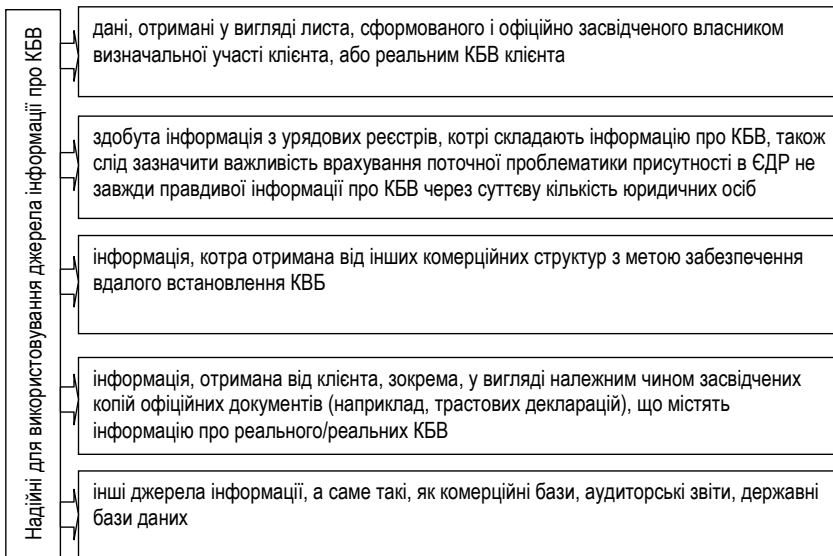 Надійні для використовування джерела інформації про КБВ
дані, отримані у вигляді листа, сформованого і офіційно засвідченого власником
визначальної участі клієнта, або реальним КБВ клієнта
здобута інформація з урядових реєстрів, котрі складають інформацію про КБВ, також
слід зазначити важливість врахування поточної проблематики присутності в ЄДР не
завжди правдивої інформації про КБВ через суттєву кількість юридичних осіб
інформація, котра отримана від інших комерційних структур з метою забезпечення
вдалого встановлення КВБ
інформація, отримана від клієнта, зокрема, у вигляді належним чином засвідчених
копій офіційних документів (наприклад, трастових декларацій), що містять
інформацію про реального/реальних КБВ
інші джерела інформації, а саме такі, як комерційні бази, аудиторські звіти, державні
бази даних